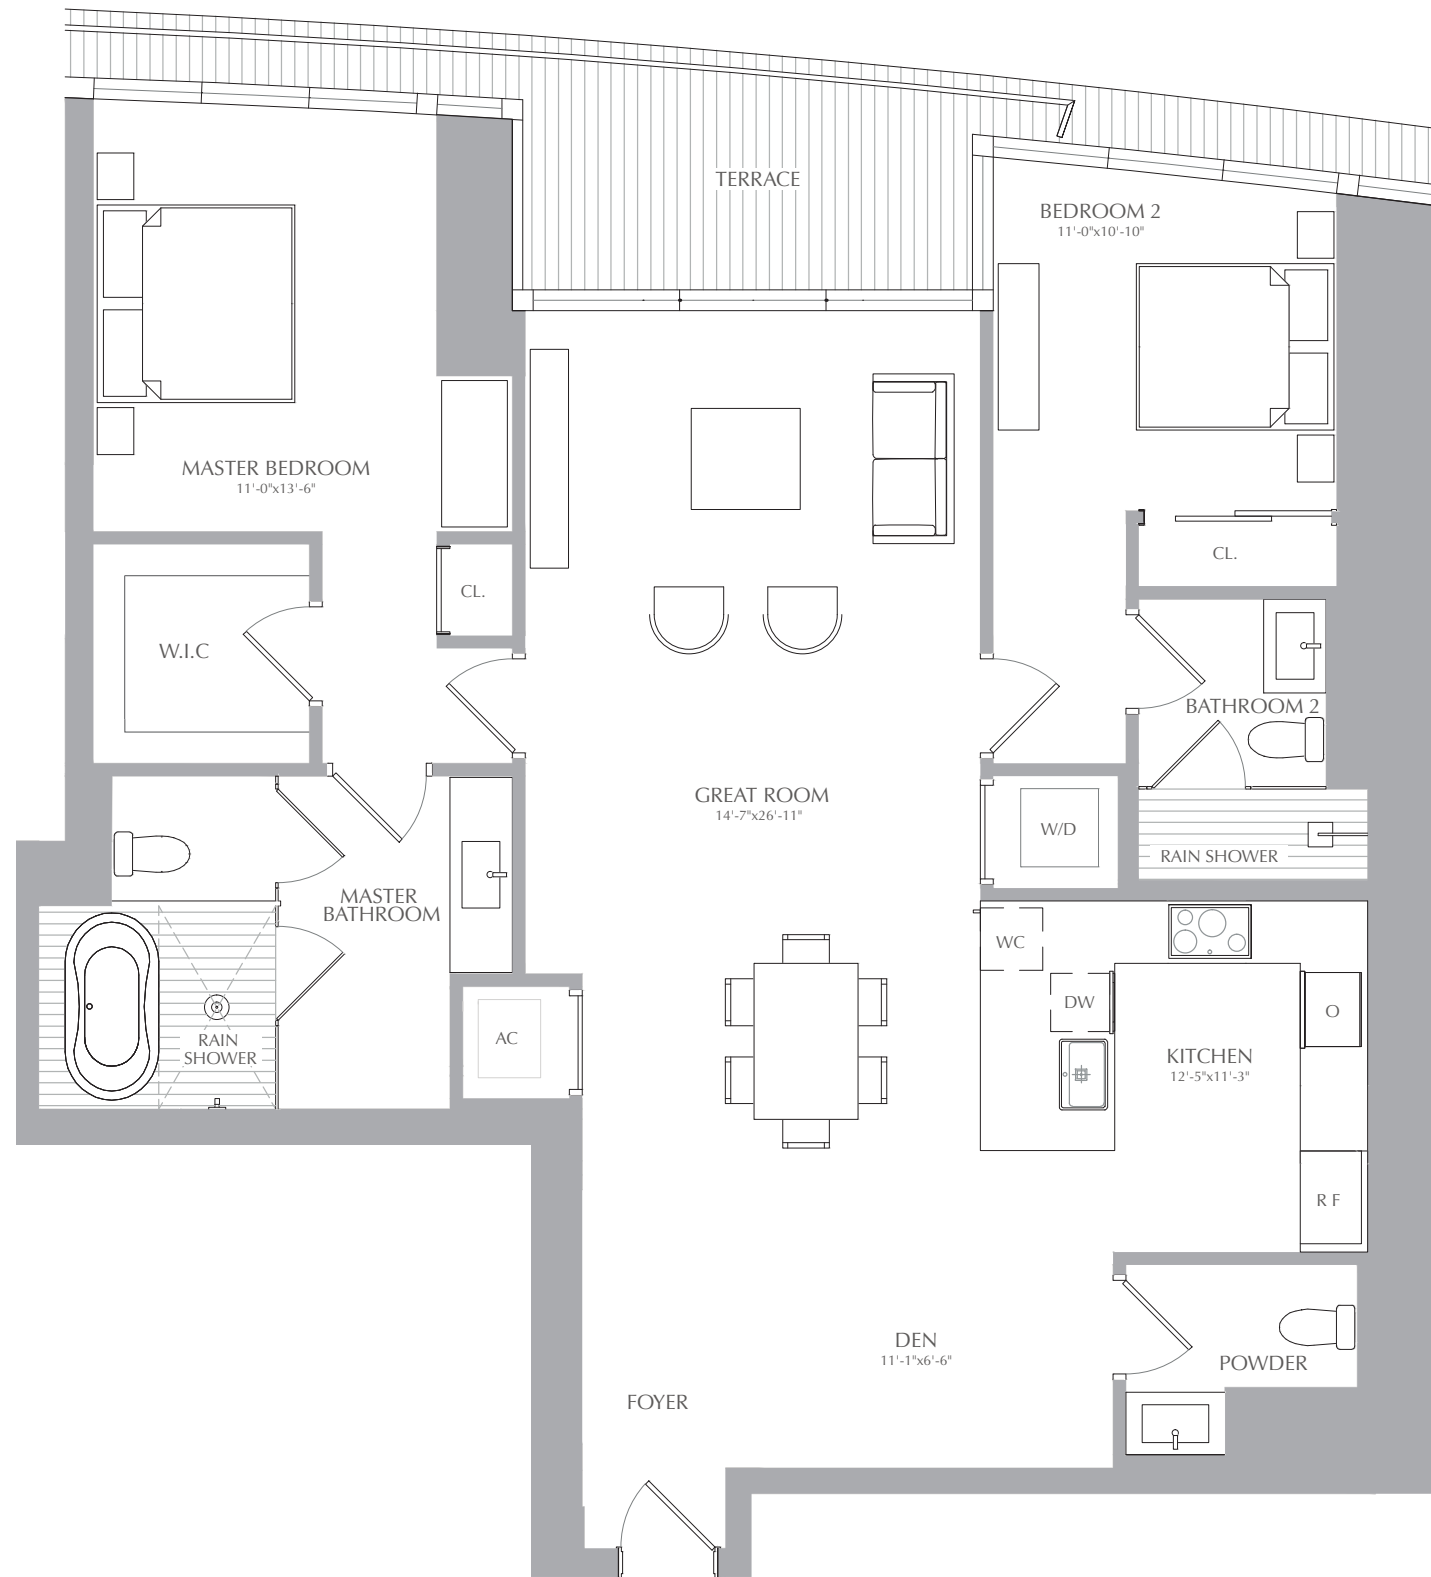 TERRACE
BEDROOM 2
11'-0"x10'-10"
MASTER BEDROOM
11'-0"x13'-6"
CL.
CL.
W.I.C
BATHROOM 2
GREAT ROOM
14'-7"x26'-11"
W/D
RAIN SHOWER
MASTER
BATHROOM
WC
DW
O
RAIN
SHOWER
AC
KITCHEN
12'-5"x11'-3"
R F
DEN
11'-1"x6'-6"
POWDER
FOYER